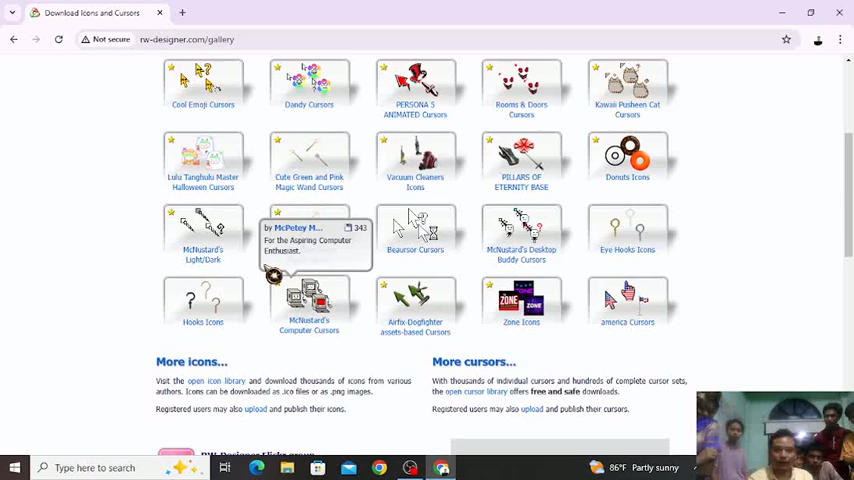 Download Icons and Cursors
Not secure
rw-designer.com/gallery
Cool Emoji Cursors
Dandy Cursors
PERSONA 5
ANIMATED Cursors
Rooms & Doors
Cursors
Kawaii Pusheen Cat
Cursors
Lulu Tanghulu Master
Halloween Cursors
Cute Green and Pink
Magic Wand Cursors
Vacuum Cleaners
Icons
PILLARS OF
ETERNITY BASE
Donuts Icons
McNustard's
Light/Dark
by McPetey M... 343
For the Aspiring Computer
Enthusiast.
Beaursor Cursors
McNustard's Desktop
Buddy Cursors
Eye Hooks Icons
Hooks Icons
McNustard's
Computer Cursors
Airfix-Dogfighter
assets-based Cursors
ZONE
ZONE
Zone Icons
america Cursors
More icons...
Visit the open icon library and download thousands of icons from various
authors. Icons can be downloaded as .ico files or as .png images.
Registered users may also upload and publish their icons.
More cursors...
With thousands of individual cursors and hundreds of complete cursor sets,
the open cursor library offers free and safe downloads.
Registered users may also upload and publish their cursors.
RW-Designer Flickr group
Type here to search
86°F Partly sunny